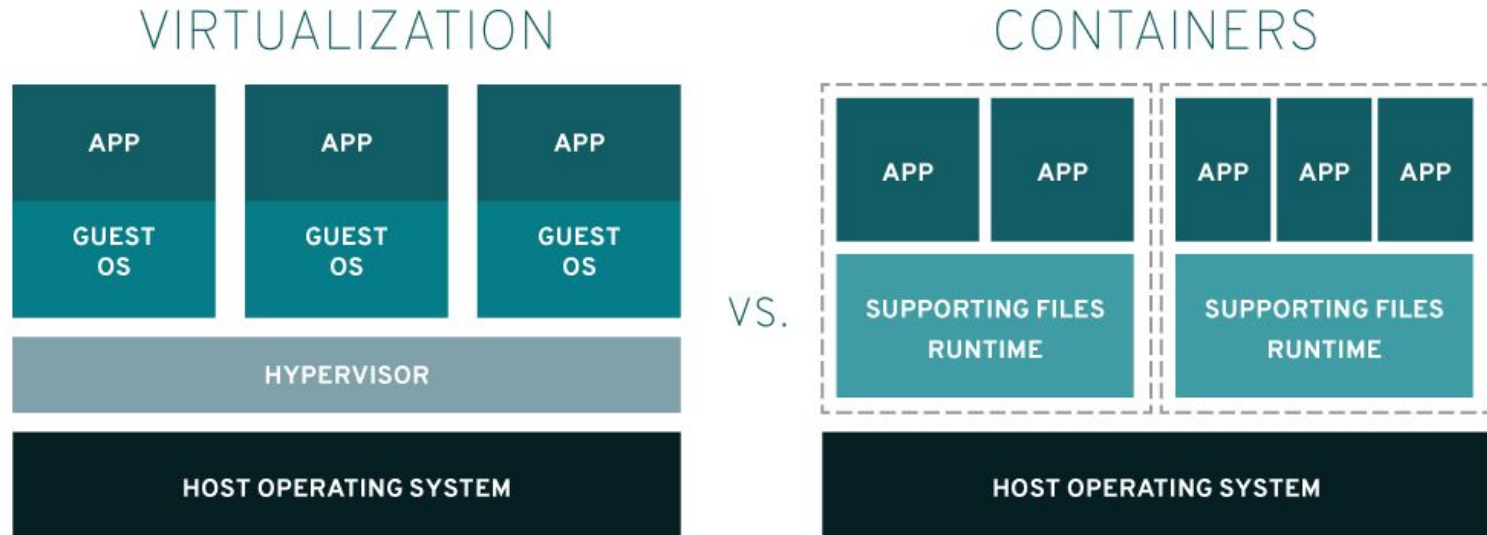 VIRTUALIZATION
APP
APP
APP
GUEST
OS
GUEST
OS
GUEST
OS
HYPERVISOR
HOST OPERATING SYSTEM
VS.
CONTAINERS
APP
APP
APP
APP
APP
SUPPORTING FILES
RUNTIME
SUPPORTING FILES
RUNTIME
HOST OPERATING SYSTEM